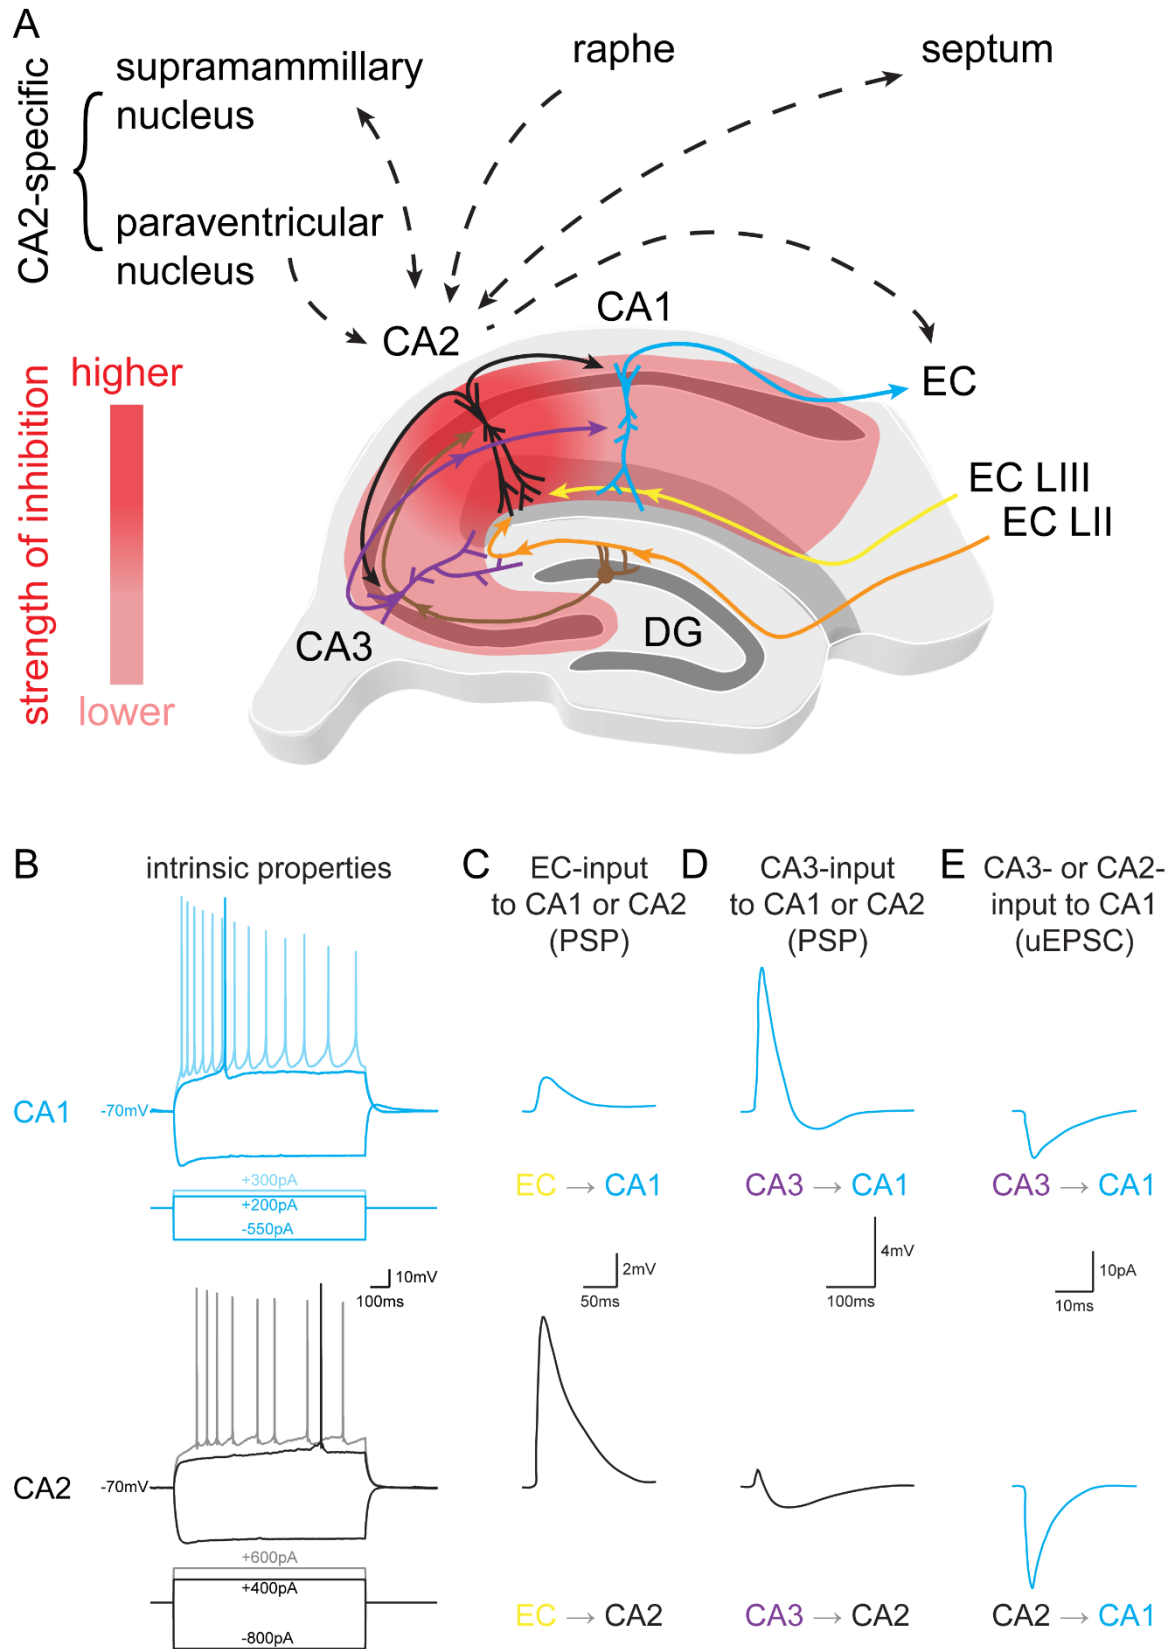 A
CA2-specific
supramammillary
nucleus
paraventricular
nucleus
raphe
septum
CA2
CA1
EC
EC LIII
EC LII
CA3
DG
strength of inhibition
higher
lower
B
intrinsic properties
CA1
-70mV
+300pA
+200pA
-550pA
10mV
100ms
CA2
-70mV
+600pA
+400pA
-800pA
C
EC-input
to CA1 or CA2
(PSP)
EC → CA1
2mV
50ms
EC → CA2
D
CA3-input
to CA1 or CA2
(PSP)
CA3 → CA1
4mV
100ms
CA3 → CA2
E
CA3- or CA2-
input to CA1
(uEPSC)
CA3 → CA1
10pA
10ms
CA2 → CA1